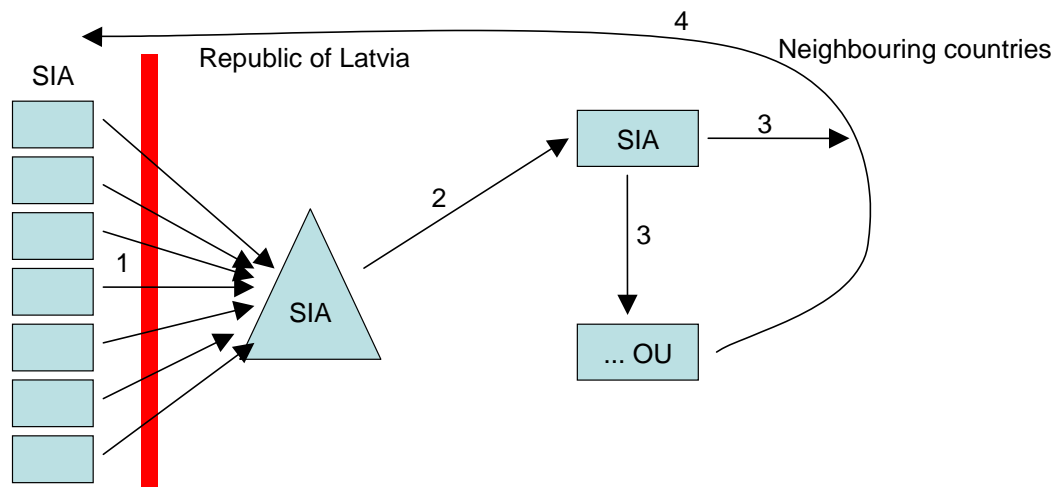 4
Republic of Latvia
Neighbouring countries
SIA
SIA
3
2
3
1
SIA
... OU